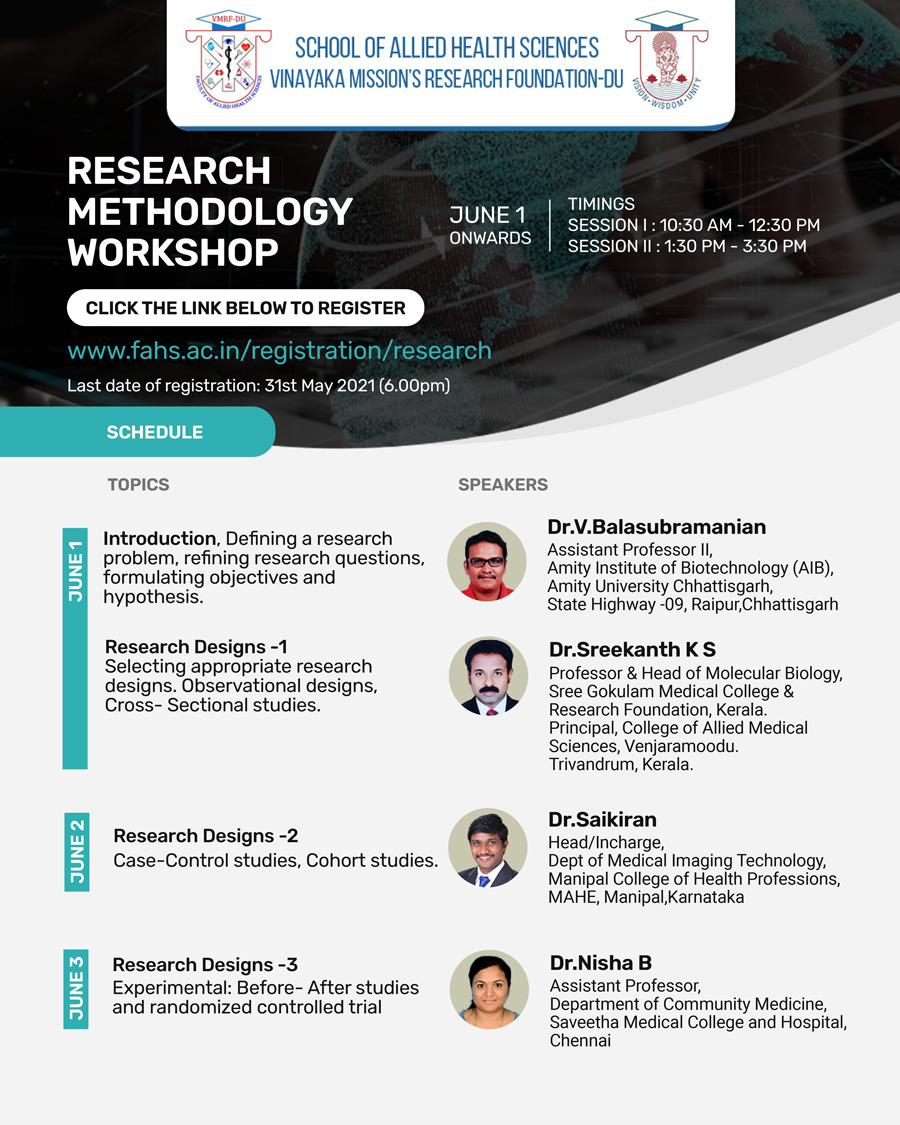 VMRF-DU
FACULTY OF ALLIED HEALTH SCIENCES
SCHOOL OF ALLIED HEALTH SCIENCES
VINAYAKA MISSION'S RESEARCH FOUNDATION-DU
VISION-WISDOM-UNITY
RESEARCH
METHODOLOGY
WORKSHOP
JUNE 1
ONWARDS
TIMINGS
SESSION I : 10:30 AM - 12:30 PM
SESSION II : 1:30 PM - 3:30 PM
CLICK THE LINK BELOW TO REGISTER
www.fahs.ac.in/registration/research
Last date of registration: 31st May 2021 (6.00pm)
SCHEDULE
TOPICS
SPEAKERS
JUNE 1
Introduction, Defining a research
problem, refining research questions,
formulating objectives and
hypothesis.
Dr.V.Balasubramanian
Assistant Professor II,
Amity Institute of Biotechnology (AIB),
Amity University Chhattisgarh,
State Highway -09, Raipur,Chhattisgarh
Research Designs -1
Selecting appropriate research
designs. Observational designs,
Cross- Sectional studies.
Dr.Sreekanth K S
Professor & Head of Molecular Biology,
Sree Gokulam Medical College &
Research Foundation, Kerala.
Principal, College of Allied Medical
Sciences, Venjaramoodu.
Trivandrum, Kerala.
JUNE 2
Research Designs -2
Case-Control studies, Cohort studies.
Dr.Saikiran
Head/Incharge,
Dept of Medical Imaging Technology,
Manipal College of Health Professions,
MAHE, Manipal,Karnataka
JUNE 3
Research Designs -3
Experimental: Before- After studies
and randomized controlled trial
Dr.Nisha B
Assistant Professor,
Department of Community Medicine,
Saveetha Medical College and Hospital,
Chennai